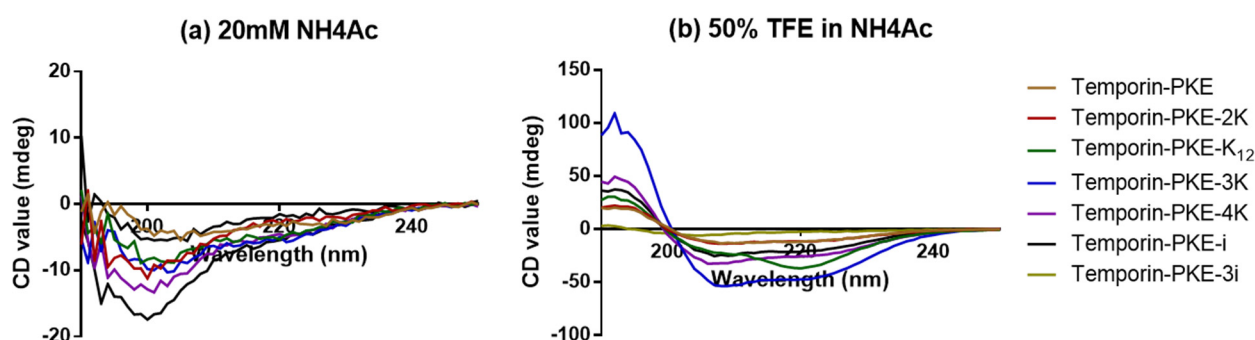 (a) 20mM NH4Ac
CD value (mdeg)
20
10
0
-10
-20
200
220
240
Wavelength (nm)
(b) 50% TFE in NH4Ac
CD value (mdeg)
150
100
50
0
-50
-100
200
220
240
Wavelength (nm)
Temporin-PKE
Temporin-PKE-2K
Temporin-PKE-K₁₂
Temporin-PKE-3K
Temporin-PKE-4K
Temporin-PKE-i
Temporin-PKE-3i